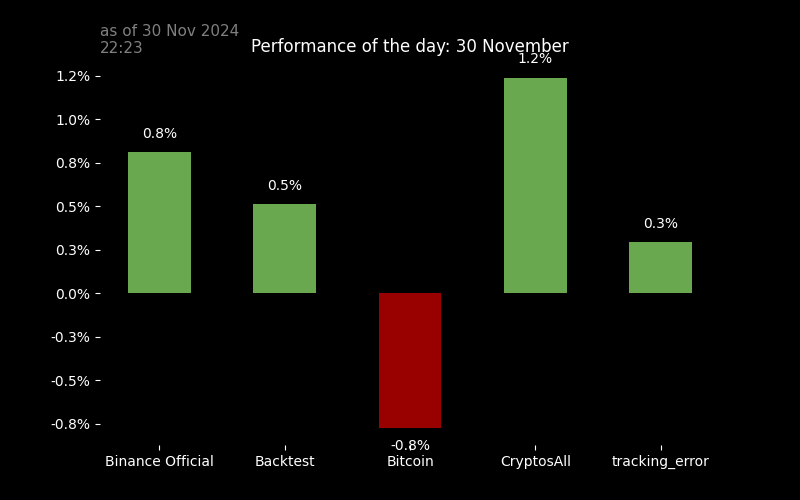 as of 30 Nov 2024
22:23
Performance of the day: 30 November
1.2%
1.2%
1.0%
0.8%
0.8%
0.5%
0.5%
0.3%
0.3%
0.0%
-0.3%
-0.5%
-0.8%
-0.8%
Binance Official
Backtest
Bitcoin
CryptosAll
tracking_error